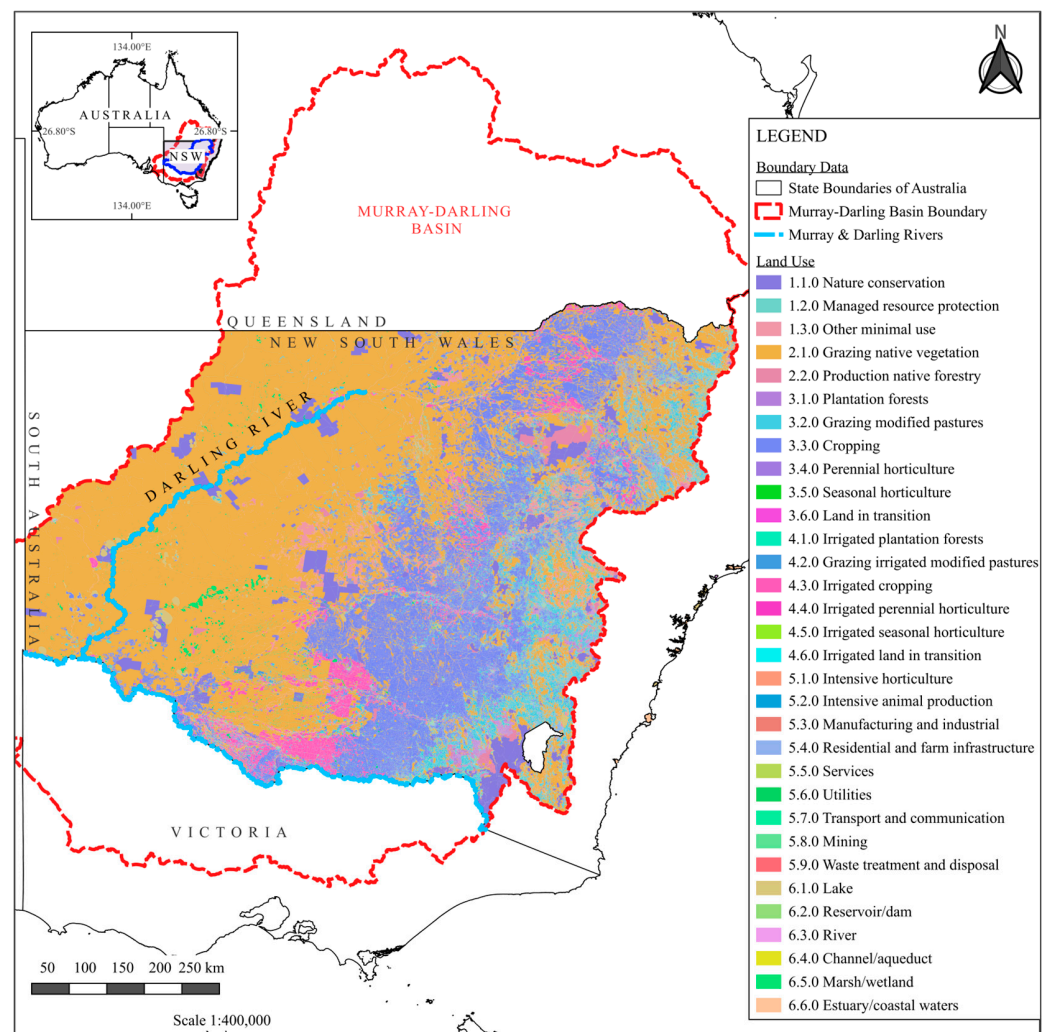 134.00°E
AUSTRALIA
26.80°S
26.80°S
NSW
134.00°E
N
MURRAY-DARLING
BASIN
QUEENSLAND
NEW SOUTH WALES
DARLING RIVER
SOUTH AUSTRALIA
VICTORIA
50 100 150 200 250 km
Scale 1:400,000
LEGEND
Boundary Data
State Boundaries of Australia
Murray-Darling Basin Boundary
Murray & Darling Rivers
Land Use
1.1.0 Nature conservation
1.2.0 Managed resource protection
1.3.0 Other minimal use
2.1.0 Grazing native vegetation
2.2.0 Production native forestry
3.1.0 Plantation forests
3.2.0 Grazing modified pastures
3.3.0 Cropping
3.4.0 Perennial horticulture
3.5.0 Seasonal horticulture
3.6.0 Land in transition
4.1.0 Irrigated plantation forests
4.2.0 Grazing irrigated modified pastures
4.3.0 Irrigated cropping
4.4.0 Irrigated perennial horticulture
4.5.0 Irrigated seasonal horticulture
4.6.0 Irrigated land in transition
5.1.0 Intensive horticulture
5.2.0 Intensive animal production
5.3.0 Manufacturing and industrial
5.4.0 Residential and farm infrastructure
5.5.0 Services
5.6.0 Utilities
5.7.0 Transport and communication
5.8.0 Mining
5.9.0 Waste treatment and disposal
6.1.0 Lake
6.2.0 Reservoir/dam
6.3.0 River
6.4.0 Channel/aqueduct
6.5.0 Marsh/wetland
6.6.0 Estuary/coastal waters